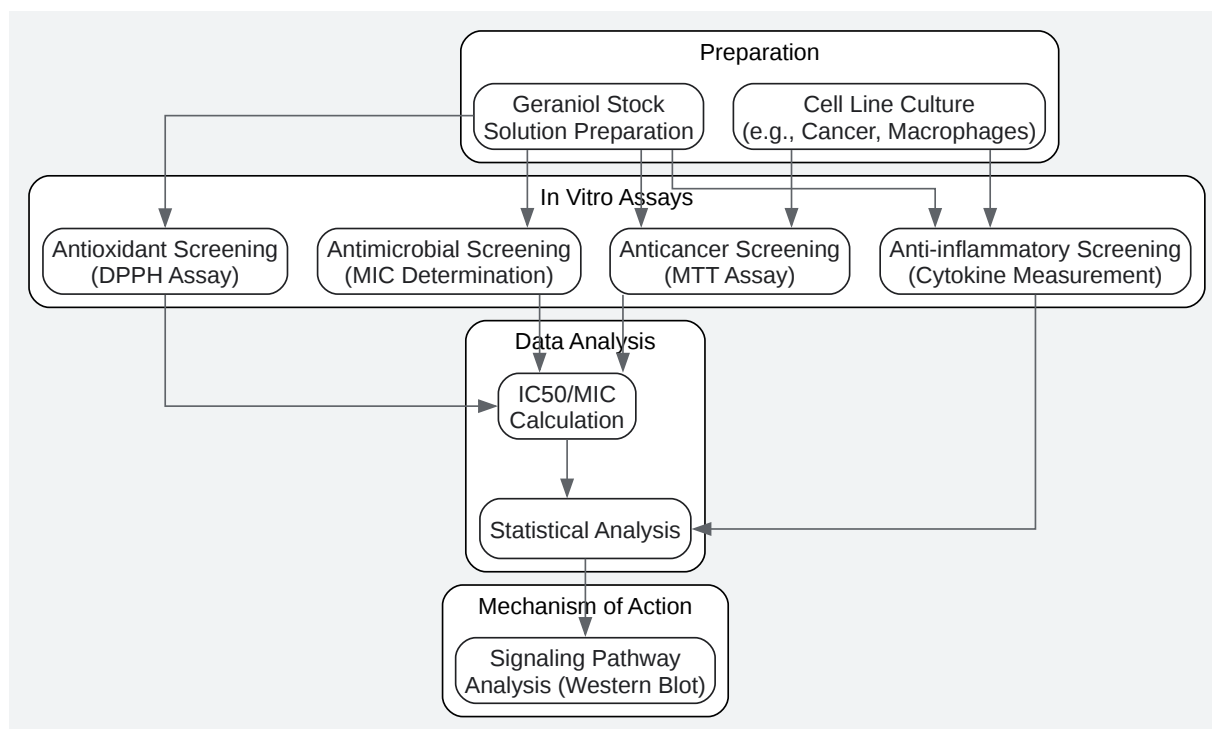 Preparation
Geraniol Stock
Solution Preparation
Cell Line Culture
(e.g., Cancer, Macrophages)
In Vitro Assays
Antioxidant Screening
(DPPH Assay)
Antimicrobial Screening
(MIC Determination)
Anticancer Screening
(MTT Assay)
Anti-inflammatory Screening
(Cytokine Measurement)
Data Analysis
IC50/MIC
Calculation
Statistical Analysis
Mechanism of Action
Signaling Pathway
Analysis (Western Blot)